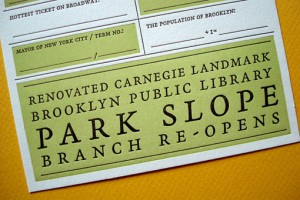 HOTTEST TICKET ON BROADWAY:
THE POPULATION OF BROOKLYN:
MAYOR OF NEW YORK CITY / TERM NO.:
/
RENOVATED CARNEGIE LANDMARK
BROOKLYN PUBLIC LIBRARY
PARK SLOPE
BRANCH RE-OPENS